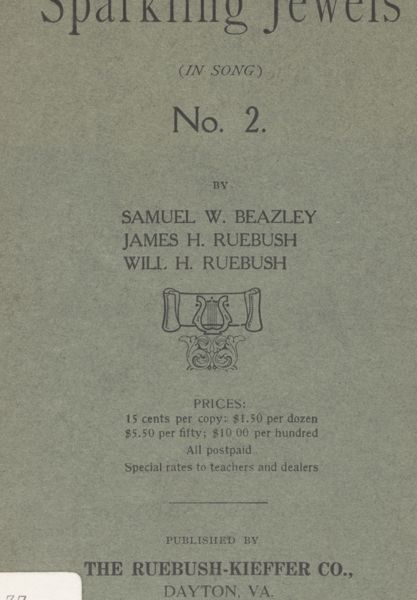 Sparkling Jewels
(IN SONG)
No. 2.
BY
SAMUEL W. BEAZLEY
JAMES H. RUEBUSH
WILL H. RUEBUSH
PRICES:
15 cents per copy; $1.50 per dozen
$5.50 per fifty; $10 00 per hundred
All postpaid
Special rates to teachers and dealers
PUBLISHED BY
THE RUEBUSH-KIEFFER CO.,
DAYTON, VA.